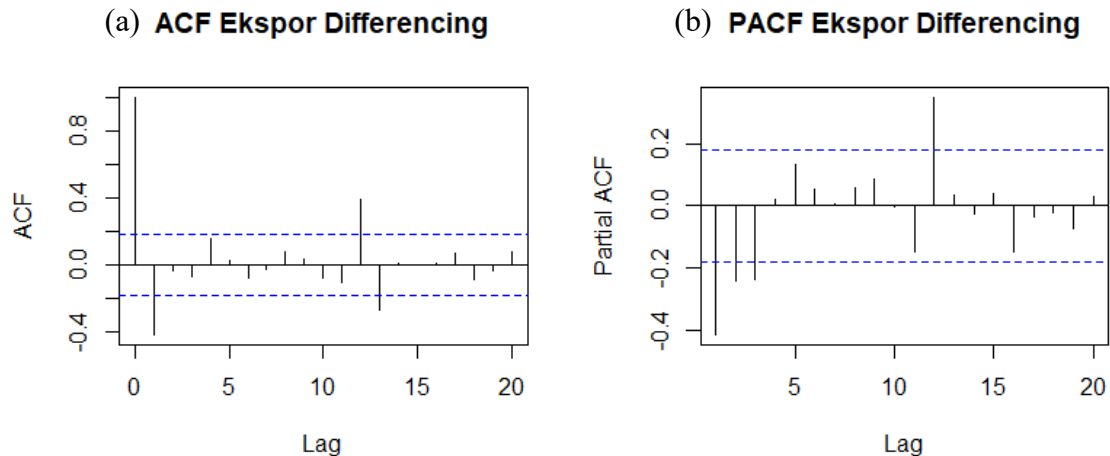 (a) ACF Ekspor Differencing
ACF
-0.4 0.0 0.4 0.8
0 5 10 15 20
Lag
(b) PACF Ekspor Differencing
Partial ACF
-0.4 -0.2 0.0 0.2
5 10 15 20
Lag